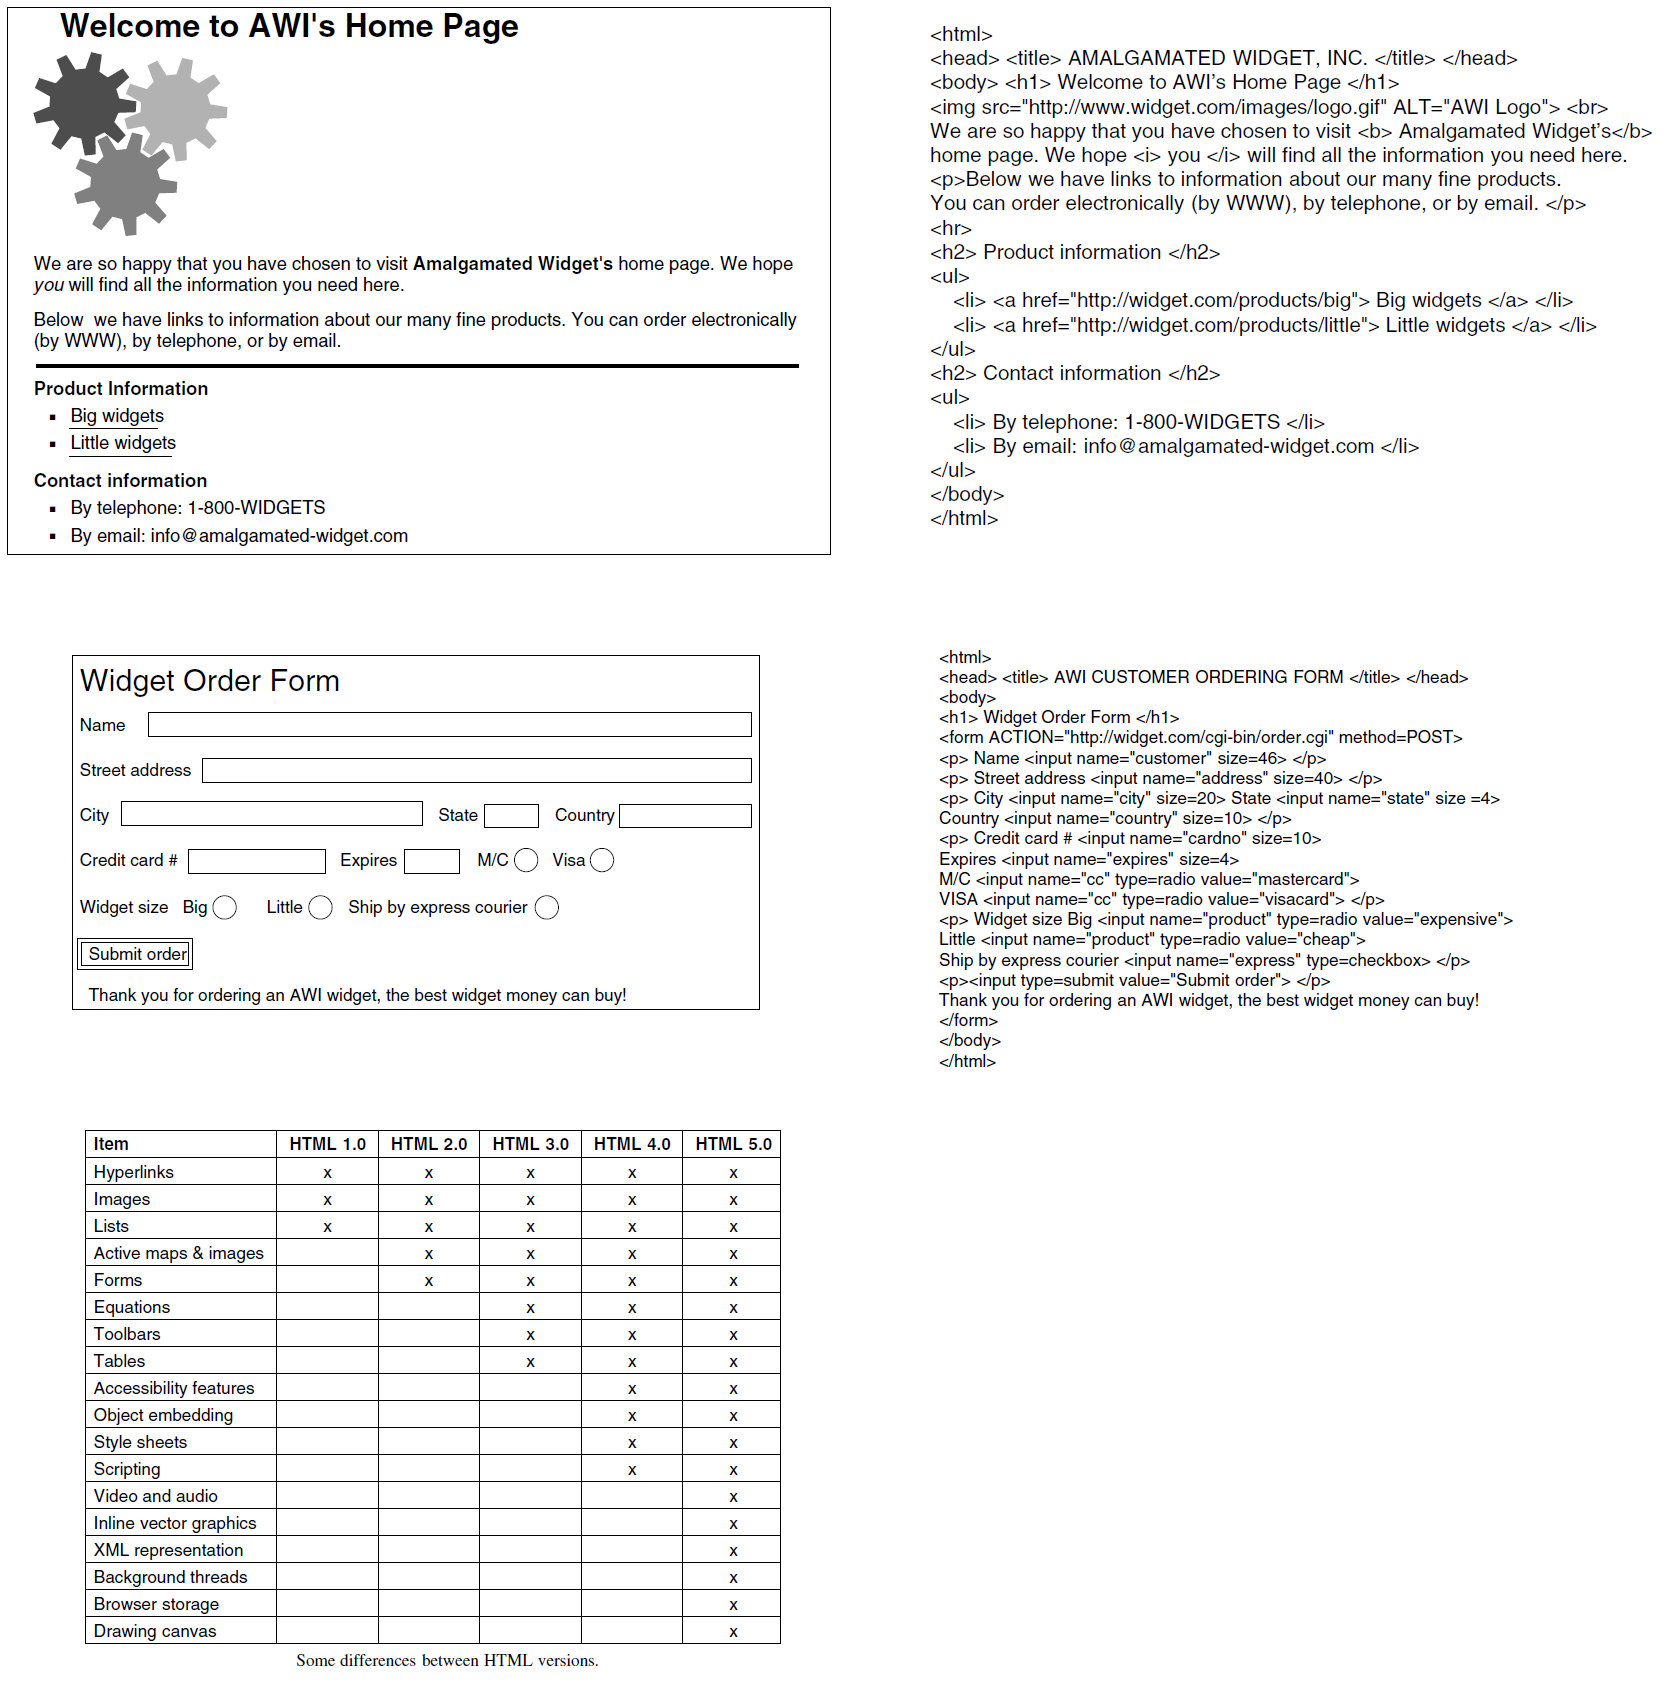 Welcome to AWI's Home Page
We are so happy that you have chosen to visit Amalgamated Widget's home page. We hope
you will find all the information you need here.
Below we have links to information about our many fine products. You can order electronically
(by WWW), by telephone, or by email.
Product Information
▪ Big widgets
▪ Little widgets
Contact information
▪ By telephone: 1-800-WIDGETS
▪ By email: info@amalgamated-widget.com
<html>
<head> <title> AMALGAMATED WIDGET, INC. </title> </head>
<body> <h1> Welcome to AWI’s Home Page </h1>
<img src="http://www.widget.com/images/logo.gif" ALT="AWI Logo"> <br>
We are so happy that you have chosen to visit <b> Amalgamated Widget’s</b>
home page. We hope <i> you </i> will find all the information you need here.
<p>Below we have links to information about our many fine products.
You can order electronically (by WWW), by telephone, or by email. </p>
<hr>
<h2> Product information </h2>
<ul>
<li> <a href="http://widget.com/products/big"> Big widgets </a> </li>
<li> <a href="http://widget.com/products/little"> Little widgets </a> </li>
</ul>
<h2> Contact information </h2>
<ul>
<li> By telephone: 1-800-WIDGETS </li>
<li> By email: info@amalgamated-widget.com </li>
</ul>
</body>
</html>
Widget Order Form
Name
Street address
City State Country
Credit card # Expires M/C Visa
Widget size Big Little Ship by express courier
Submit order
Thank you for ordering an AWI widget, the best widget money can buy!
<html>
<head> <title> AWI CUSTOMER ORDERING FORM </title> </head>
<body>
<h1> Widget Order Form </h1>
<form ACTION="http://widget.com/cgi-bin/order.cgi" method=POST>
<p> Name <input name="customer" size=46> </p>
<p> Street address <input name="address" size=40> </p>
<p> City <input name="city" size=20> State <input name="state" size =4>
Country <input name="country" size=10> </p>
<p> Credit card # <input name="cardno" size=10>
Expires <input name="expires" size=4>
M/C <input name="cc" type=radio value="mastercard">
VISA <input name="cc" type=radio value="visacard"> </p>
<p> Widget size Big <input name="product" type=radio value="expensive">
Little <input name="product" type=radio value="cheap">
Ship by express courier <input name="express" type=checkbox> </p>
<p><input type=submit value="Submit order"> </p>
Thank you for ordering an AWI widget, the best widget money can buy!
</form>
</body>
</html>
Item HTML 1.0 HTML 2.0 HTML 3.0 HTML 4.0 HTML 5.0
Hyperlinks x x x x x
Images x x x x x
Lists x x x x x
Active maps & images x x x x
Forms x x x x
Equations x x x
Toolbars x x x
Tables x x x
Accessibility features x x
Object embedding x x
Style sheets x x
Scripting x x
Video and audio x
Inline vector graphics x
XML representation x
Background threads x
Browser storage x
Drawing canvas x
Some differences between HTML versions.